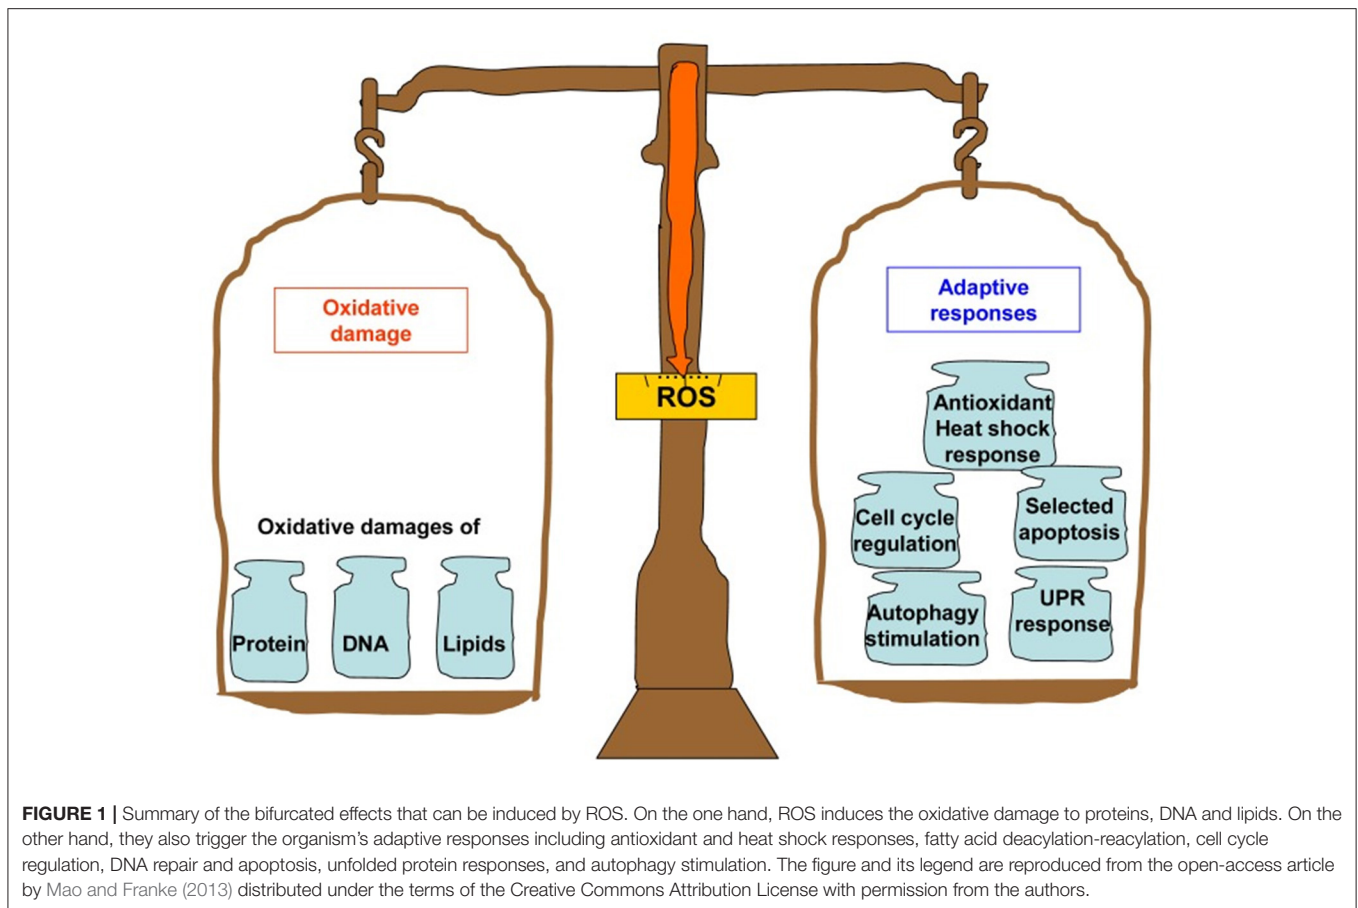 Oxidative
damage
Adaptive
responses
ROS
Antioxidant
Heat shock
response
Cell cycle
regulation
Selected
apoptosis
Autophagy
stimulation
UPR
response
Oxidative damages of
Protein
DNA
Lipids
FIGURE 1 | Summary of the bifurcated effects that can be induced by ROS. On the one hand, ROS induces the oxidative damage to proteins, DNA and lipids. On the
other hand, they also trigger the organism's adaptive responses including antioxidant and heat shock responses, fatty acid deacylation-reacylation, cell cycle
regulation, DNA repair and apoptosis, unfolded protein responses, and autophagy stimulation. The figure and its legend are reproduced from the open-access article
by Mao and Franke (2013) distributed under the terms of the Creative Commons Attribution License with permission from the authors.